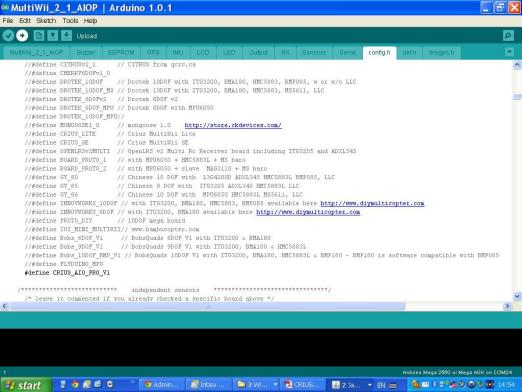 MultiWii_2_1_AIOP | Arduino 1.0.1
File Edit Sketch Tools Help
Upload
MultiWii_2_1_AIOP Buzzer EEPROM GPS IMU LCD LED Output RX Sensors Serial config.h def.h tinygps.h
//#define CITRUSv2_1 // CITRUS from qcrc.ca
//#define CHERRY6DOFv1_0
//#define DROTEK_10DOF // Drotek 10DOF with ITG3200, BMA180, HMC5883, BMP085, w or w/o LLC
//#define DROTEK_10DOF_MS // Drotek 10DOF with ITG3200, BMA180, HMC5883, MS5611, LLC
//#define DROTEK_6DOFv2 // Drotek 6DOF v2
//#define DROTEK_6DOF_MPU // Drotek 6DOF with MPU6050
//#define DROTEK_10DOF_MPU//
//#define MONGOOSE1_0 // mongoose 1.0 http://store.ckdevices.com/
//#define CRIUS_LITE // Crius MultiWii Lite
//#define CRIUS_SE // Crius MultiWii SE
//#define OPENLRSv2MULTI // OpenLRS v2 Multi Rc Receiver board including ITG3205 and ADXL345
//#define BOARD_PROTO_1 // with MPU6050 + HMC5883L + MS baro
//#define BOARD_PROTO_2 // with MPU6050 + slave MAG3110 + MS baro
//#define GY_80 // Chinese 10 DOF with L3G4200D ADXL345 HMC5883L BMP085, LLC
//#define GY_85 // Chinese 9 DOF with ITG3205 ADXL345 HMC5883L LLC
//#define GY_86 // Chinese 10 DOF with MPU6050 HMC5883L MS5611, LLC
//#define INNOVWORKS_10DOF // with ITG3200, BMA180, HMC5883, BMP085 available here http://www.diymulticopter.com
//#define INNOVWORKS_6DOF // with ITG3200, BMA180 available here http://www.diymulticopter.com
//#define PROTO_DIY // 10DOF mega board
//#define IOI_MINI_MULTIWII// www.bambucopter.com
//#define Bobs_6DOF_V1 // BobsQuads 6DOF V1 with ITG3200 & BMA180
//#define Bobs_9DOF_V1 // BobsQuads 9DOF V1 with ITG3200, BMA180 & HMC5883L
//#define Bobs_10DOF_BMP_V1 // BobsQuads 10DOF V1 with ITG3200, BMA180, HMC5883L & BMP180 - BMP180 is software compatible with BMP085
//#define FLYDUINO_MPU
#define CRIUS_AIO_PRO_V1
/*************************** independent sensors ********************************/
/* leave it commented if you already checked a specific board above */
1
Arduino Mega 2560 or Mega ADK on COM24
start
Admin...
Inbox ...
3 Wi...
CRIUS...
2 Ja...
EN
14:54